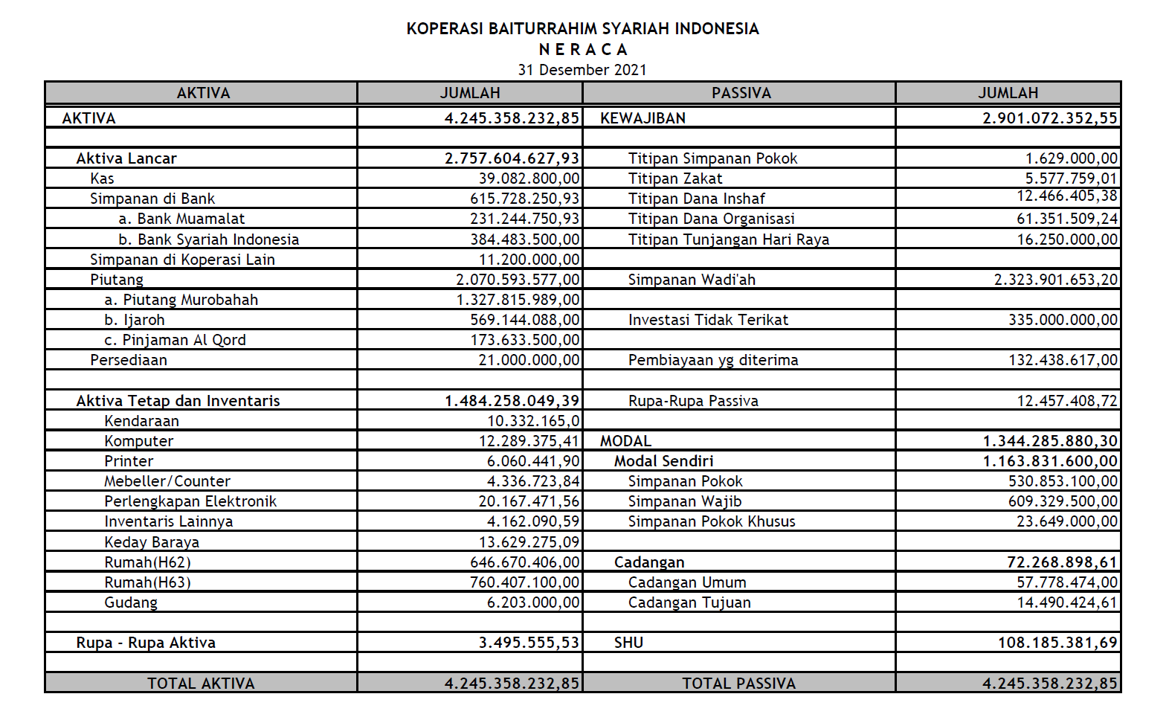 KOPERASI BAITURRAHIM SYARIAH INDONESIA
N E R A C A
31 Desember 2021
AKTIVA JUMLAH PASSIVA JUMLAH
AKTIVA 4.245.358.232,85 KEWAJIBAN 2.901.072.352,55
Aktiva Lancar 2.757.604.627,93 Titipan Simpanan Pokok 1.629.000,00
Kas 39.082.800,00 Titipan Zakat 5.577.759,01
Simpanan di Bank 615.728.250,93 Titipan Dana Inshaf 12.466.405,38
a. Bank Muamalat 231.244.750,93 Titipan Dana Organisasi 61.351.509,24
b. Bank Syariah Indonesia 384.483.500,00 Titipan Tunjangan Hari Raya 16.250.000,00
Simpanan di Koperasi Lain 11.200.000,00
Piutang 2.070.593.577,00 Simpanan Wadi'ah 2.323.901.653,20
a. Piutang Murobahah 1.327.815.989,00
b. Ijaroh 569.144.088,00 Investasi Tidak Terikat 335.000.000,00
c. Pinjaman Al Qord 173.633.500,00
Persediaan 21.000.000,00 Pembiayaan yg diterima 132.438.617,00
Aktiva Tetap dan Inventaris 1.484.258.049,39 Rupa-Rupa Passiva 12.457.408,72
Kendaraan 10.332.165,0
Komputer 12.289.375,41 MODAL 1.344.285.880,30
Printer 6.060.441,90 Modal Sendiri 1.163.831.600,00
Mebeller/Counter 4.336.723,84 Simpanan Pokok 530.853.100,00
Perlengkapan Elektronik 20.167.471,56 Simpanan Wajib 609.329.500,00
Inventaris Lainnya 4.162.090,59 Simpanan Pokok Khusus 23.649.000,00
Keday Baraya 13.629.275,09
Rumah(H62) 646.670.406,00 Cadangan 72.268.898,61
Rumah(H63) 760.407.100,00 Cadangan Umum 57.778.474,00
Gudang 6.203.000,00 Cadangan Tujuan 14.490.424,61
Rupa - Rupa Aktiva 3.495.555,53 SHU 108.185.381,69
TOTAL AKTIVA 4.245.358.232,85 TOTAL PASSIVA 4.245.358.232,85